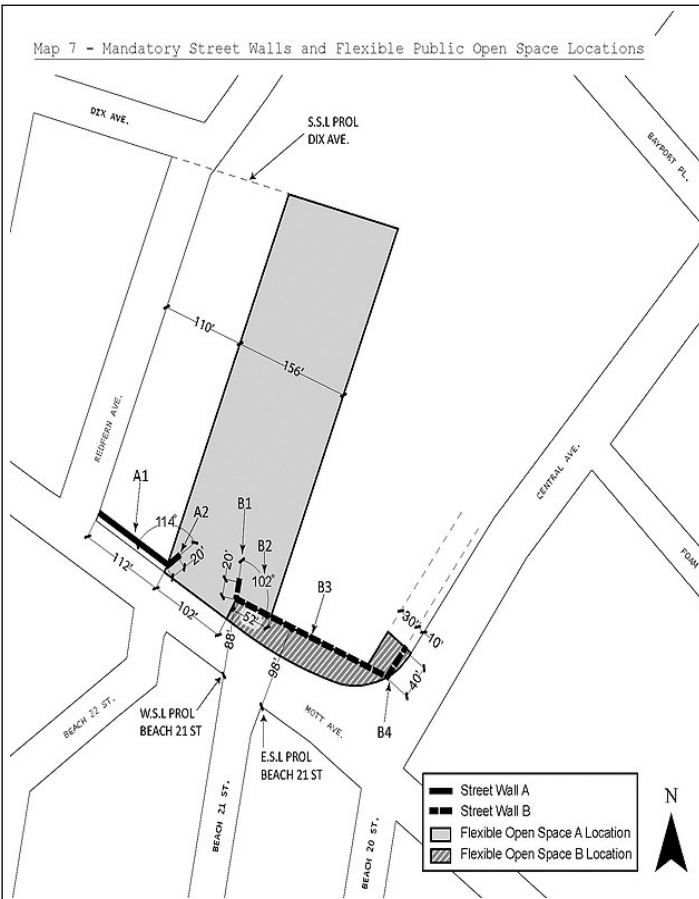 Map 7 - Mandatory Street Walls and Flexible Public Open Space Locations
DIX AVE.
S.S.L PROL
DIX AVE.
BAYPORT PL.
110'
156'
REDFERN AVE.
CENTRAL AVE.
FOAM
A1
A2
B1
B2
114°
20'
20'
102°
B3
112'
102'
52'
88'
98'
30'
10'
40'
B4
W.S.L PROL
BEACH 21 ST
E.S.L PROL
BEACH 21 ST
MOTT AVE.
BEACH 22 ST.
BEACH 21 ST.
BEACH 20 ST.
Street Wall A
Street Wall B
Flexible Open Space A Location
Flexible Open Space B Location
N